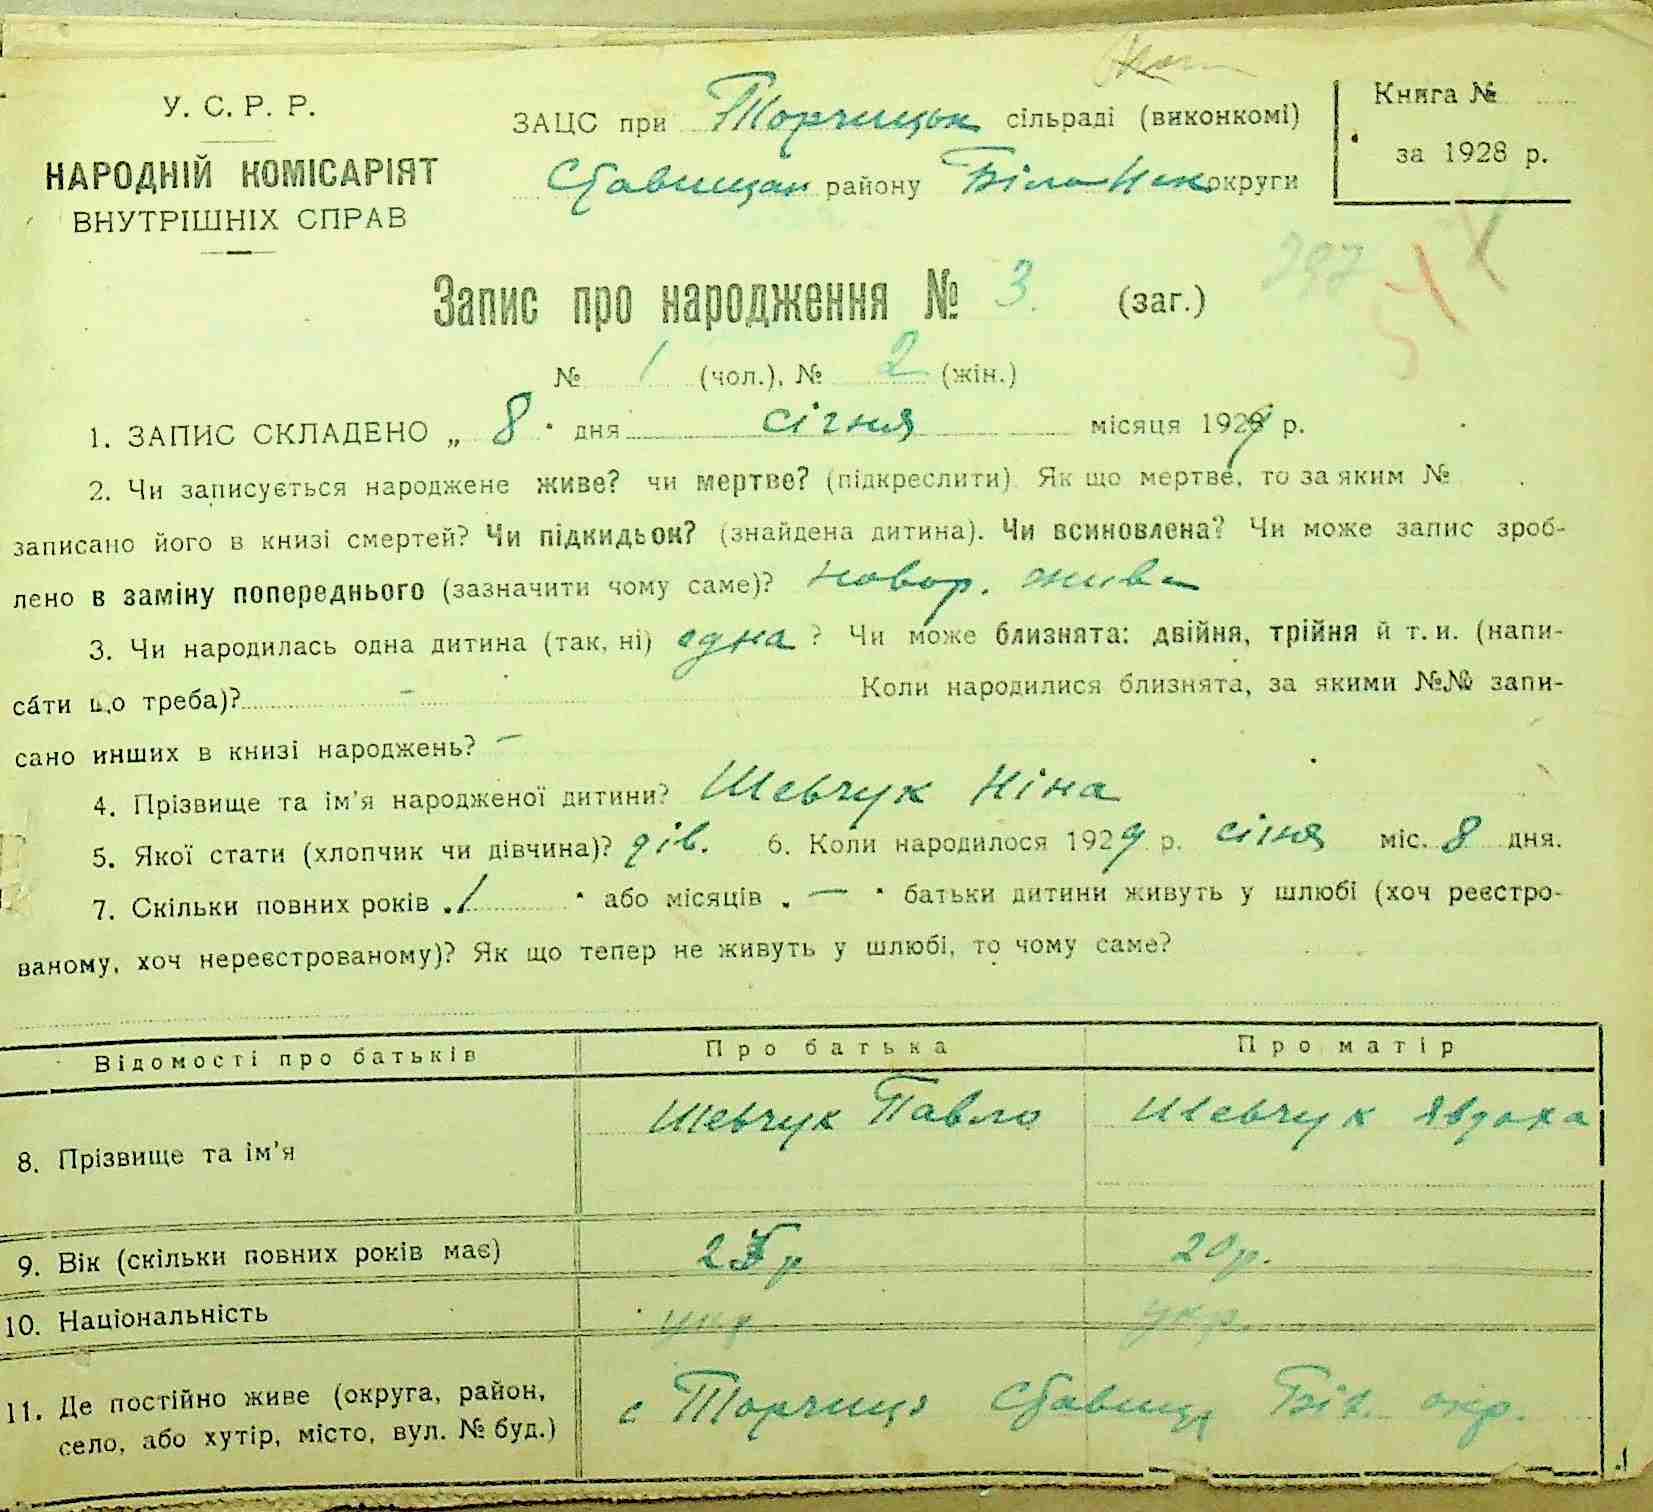 У. С. Р. Р.
НАРОДНІЙ КОМІСАРІЯТ
ВНУТРІШНІХ СПРАВ
ЗАЦС при Торчицьк сільраді (виконкомі)
Ставищан району Біло округи
Книга №
за 1928 р.
Запис про народження № 3. (заг.)
№ 1 (чол.), № 2 (жін.)
1. ЗАПИС СКЛАДЕНО „ 8 " дня січня місяця 1929 р.
2. Чи записується народжене живе? чи мертве? (підкреслити) Як що мертве, то за яким №
записано його в книзі смертей? Чи підкидьок? (знайдена дитина). Чи всиновлена? Чи може запис зроб-
лено в заміну попереднього (зазначити чому саме)? новор. жива
3. Чи народилась одна дитина (так, ні) одна ? Чи може близнята: двійня, трійня й т. и. (напи-
сати що треба)? – Коли народилися близнята, за якими №№ запи-
сано инших в книзі народжень? –
4. Прізвище та ім'я народженої дитини? Шевчук Ніна
5. Якої стати (хлопчик чи дівчина)? дів. 6. Коли народилося 1929 р. січня міс. 8 дня.
7. Скільки повних років „ 1 " або місяців „ — " батьки дитини живуть у шлюбі (хоч реєстро-
ваному, хоч нереєстрованому)? Як що тепер не живуть у шлюбі, то чому саме?
Відомості про батьків Про батька Про матір
8. Прізвище та ім'я Шевчук Павло Шевчук Явдоха
9. Вік (скільки повних років має) 20 р.
10. Національність укр укр.
11. Де постійно живе (округа, район,
село, або хутір, місто, вул. № буд.)
с Торчиця Ставищ Біл. окр.